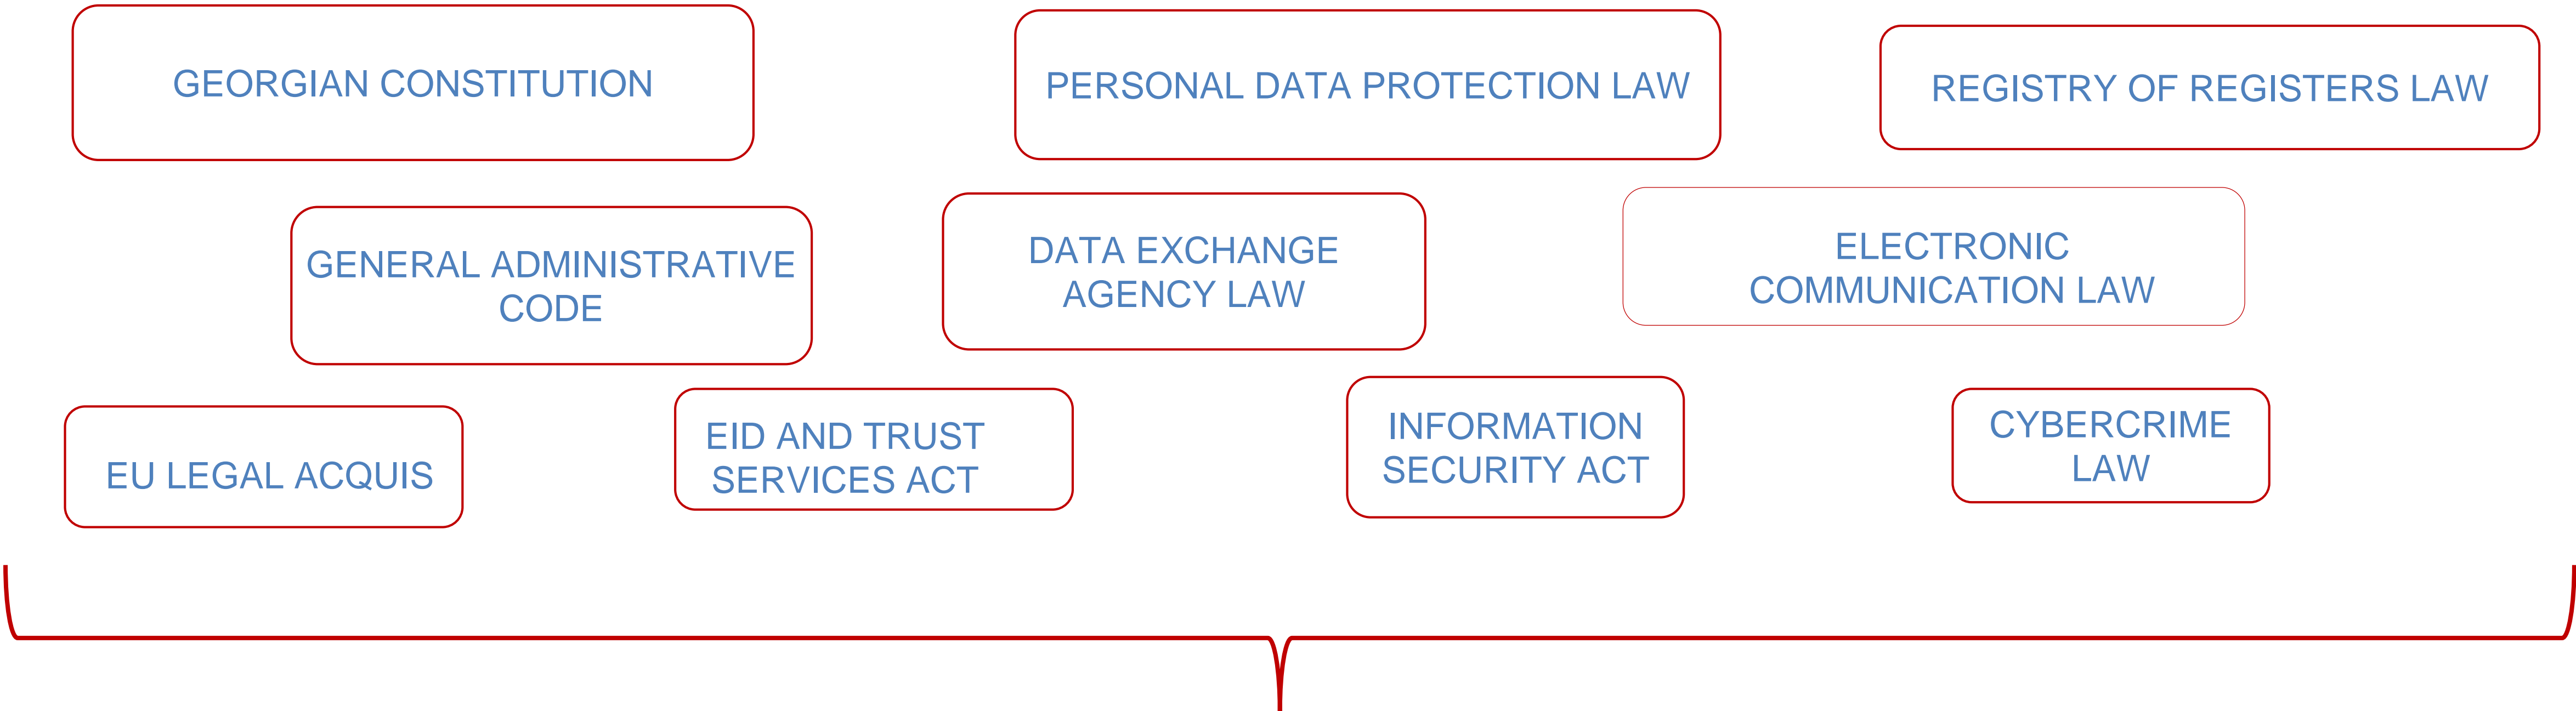 GEORGIAN CONSTITUTION
PERSONAL DATA PROTECTION LAW
REGISTRY OF REGISTERS LAW
GENERAL ADMINISTRATIVE
CODE
DATA EXCHANGE
AGENCY LAW
ELECTRONIC
COMMUNICATION LAW
EU LEGAL ACQUIS
EID AND TRUST
SERVICES ACT
INFORMATION
SECURITY ACT
CYBERCRIME
LAW